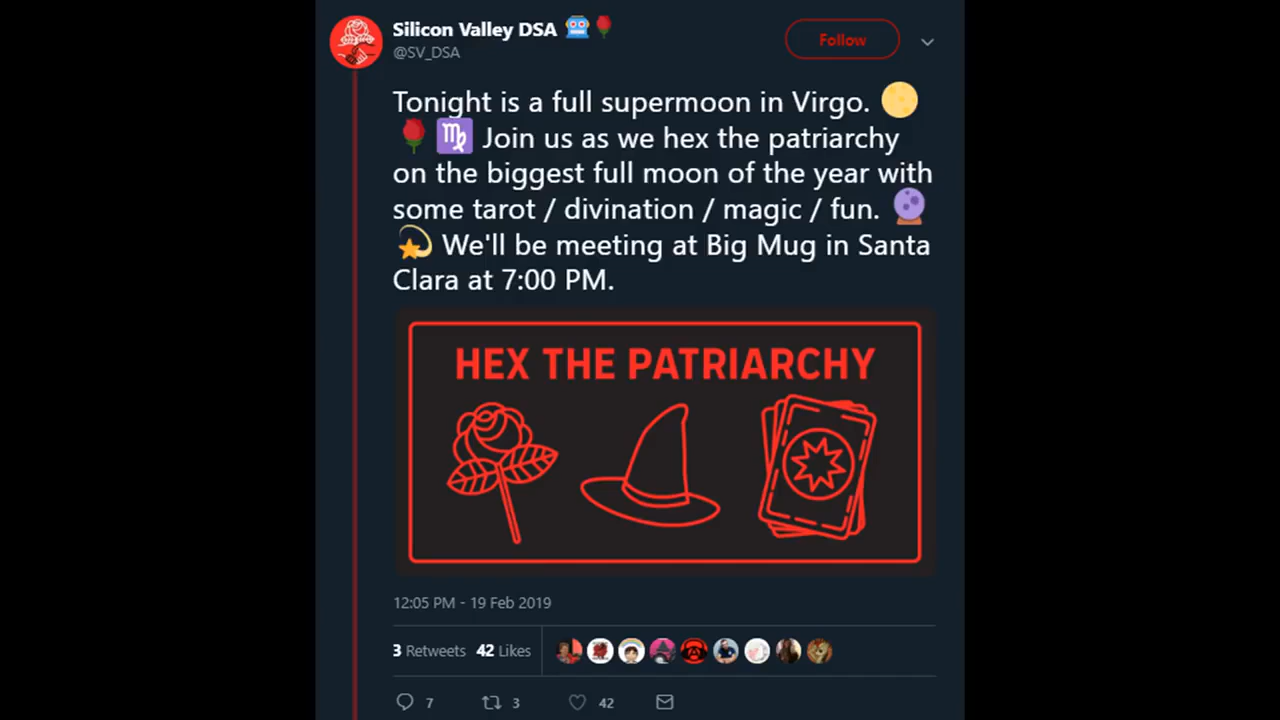 Silicon Valley DSA 🤖🌹
@SV_DSA
Follow
Tonight is a full supermoon in Virgo. 🌕
🌹♍ Join us as we hex the patriarchy
on the biggest full moon of the year with
some tarot / divination / magic / fun. 🔮
💫 We'll be meeting at Big Mug in Santa
Clara at 7:00 PM.
HEX THE PATRIARCHY
12:05 PM - 19 Feb 2019
3 Retweets 42 Likes
7 3 42